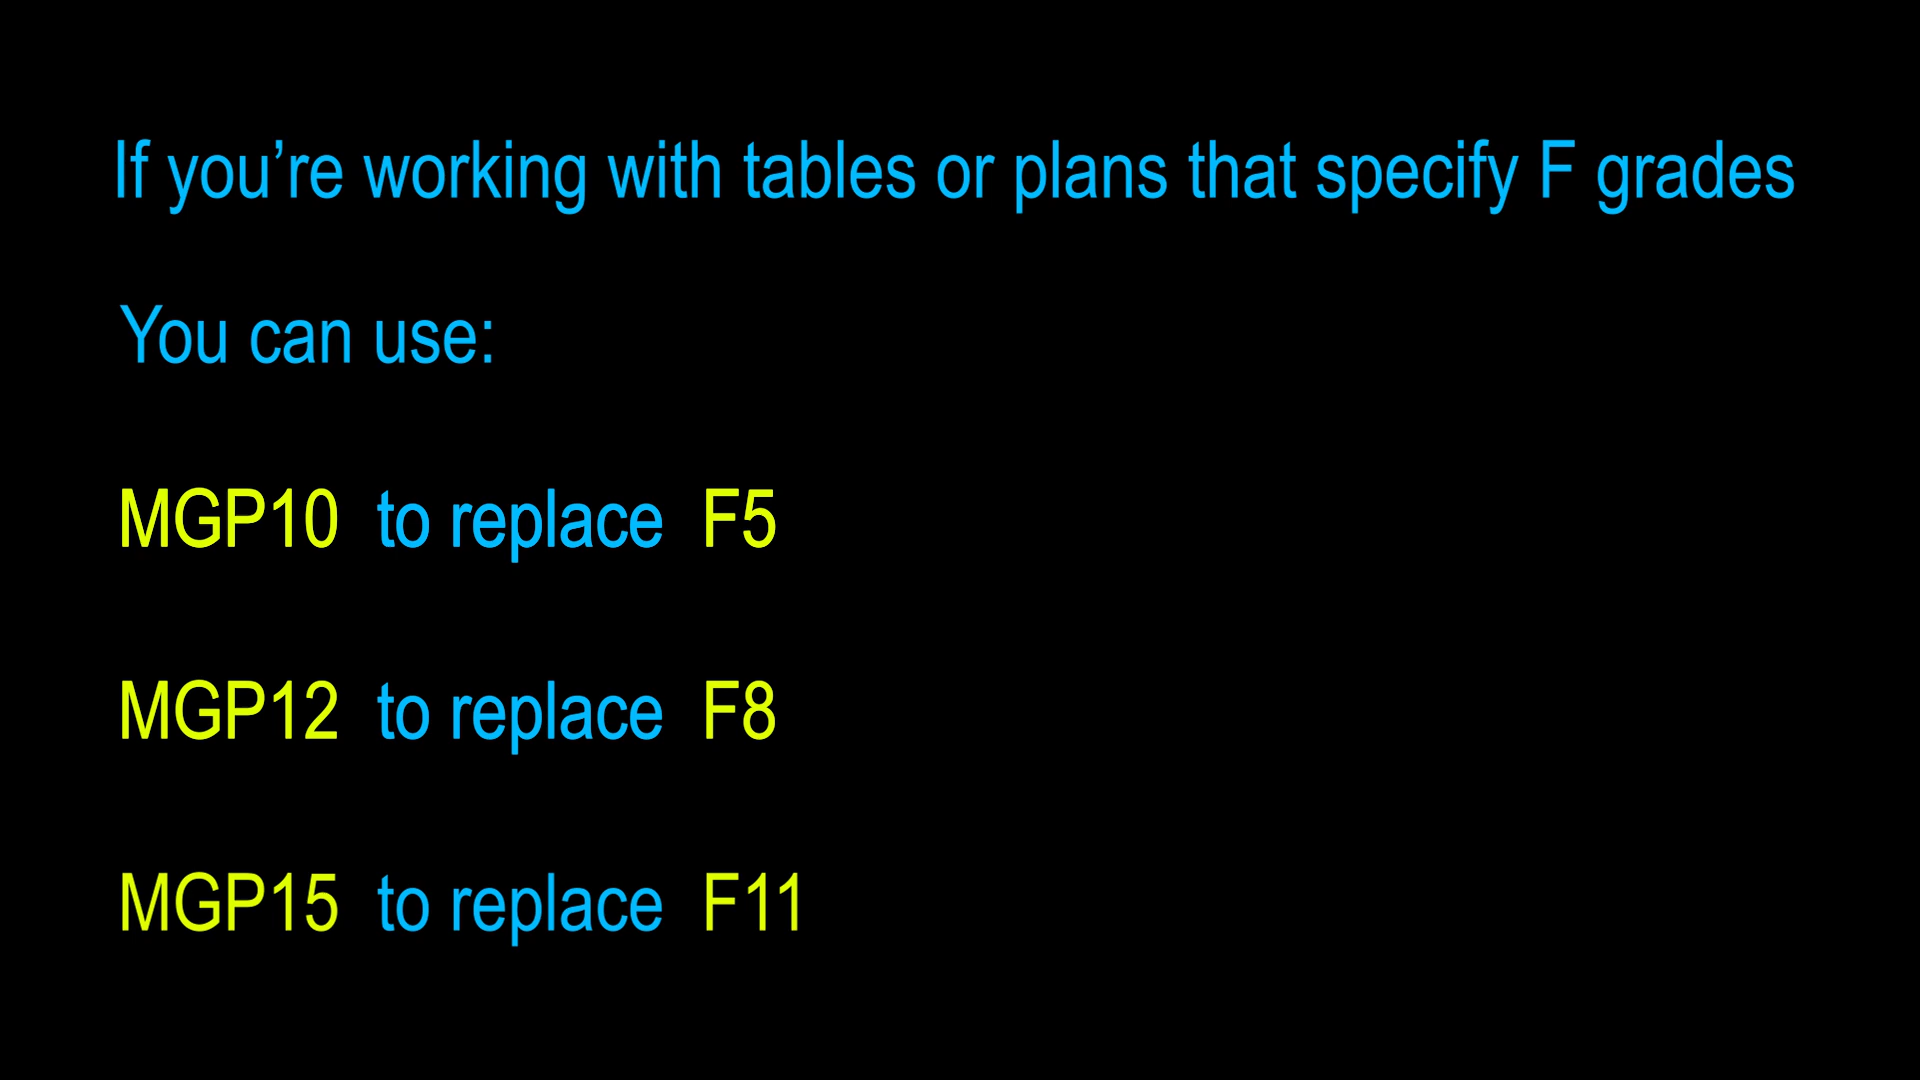 If you’re working with tables or plans that specify F grades
You can use:
MGP10 to replace F5
MGP12 to replace F8
MGP15 to replace F11